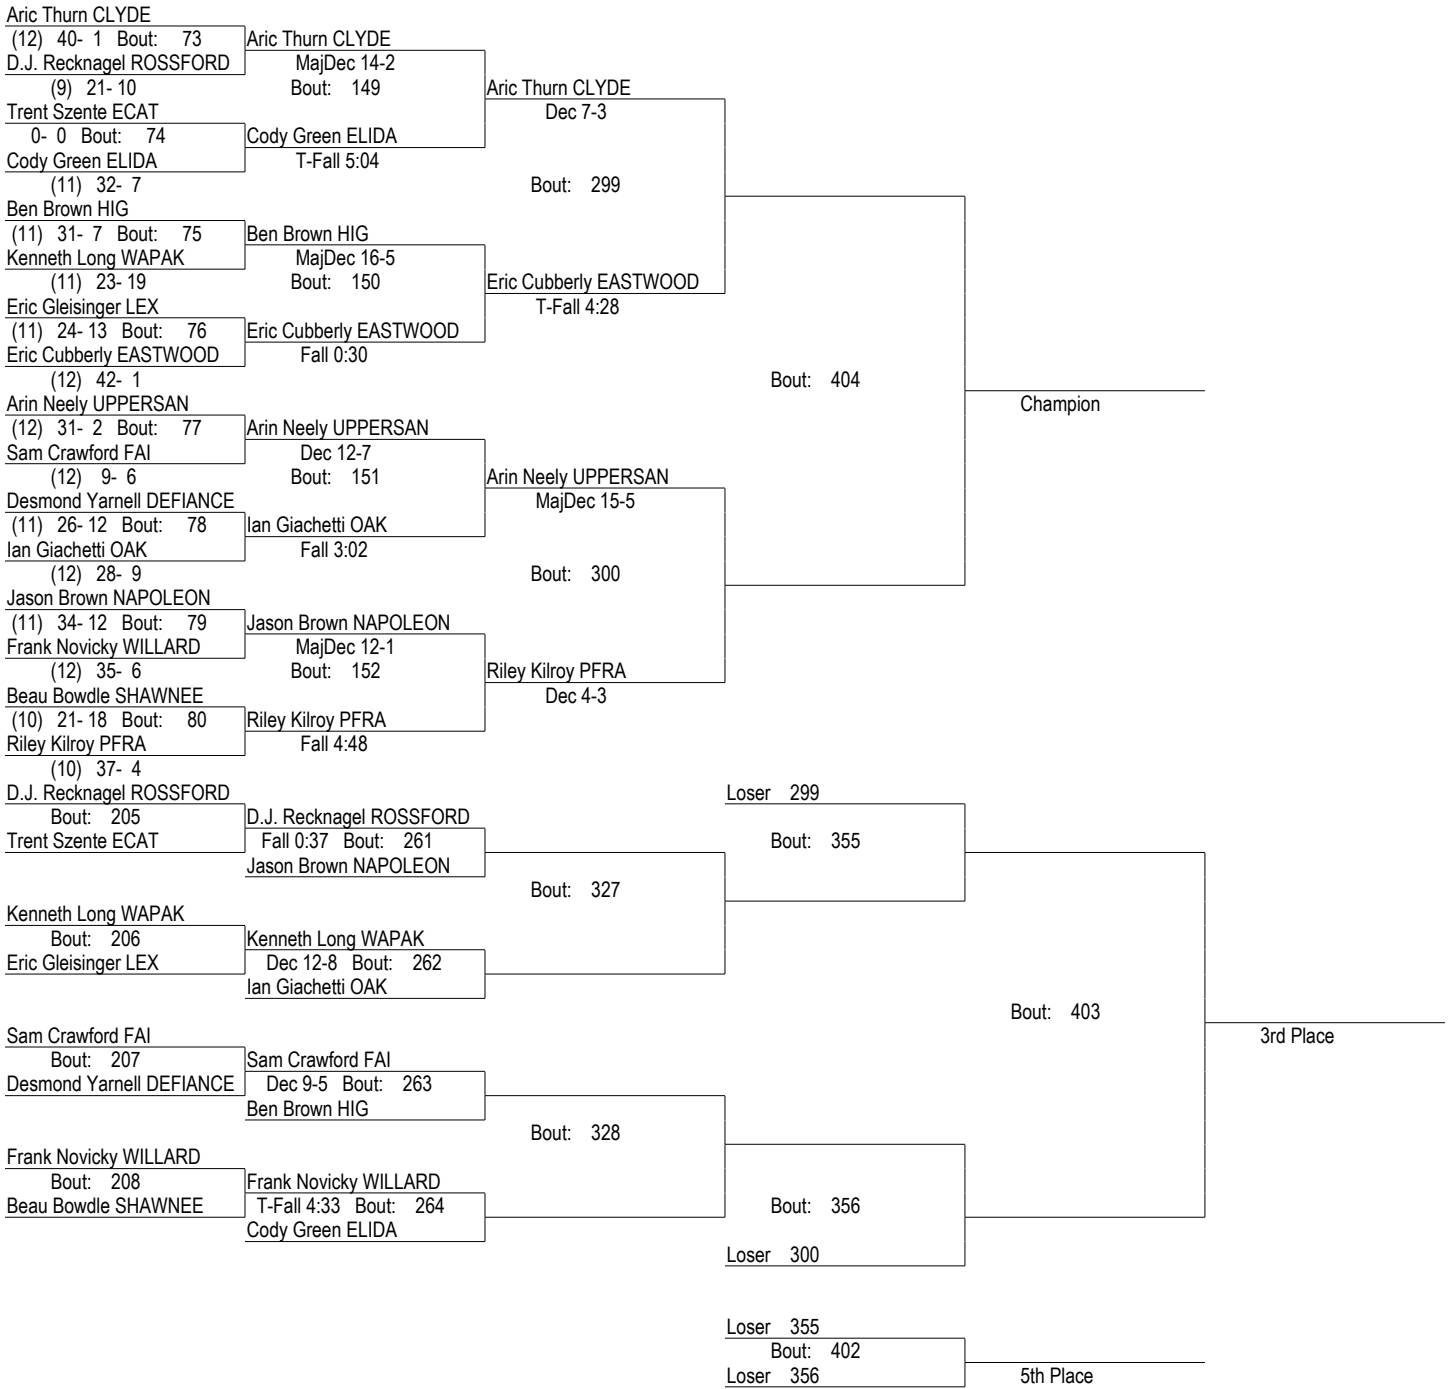 Aric Thurn CLYDE
(12) 40- 1 Bout: 73 Aric Thurn CLYDE
D.J. Recknagel ROSSFORD MajDec 14-2
(9) 21- 10 Bout: 149 Aric Thurn CLYDE
Trent Szente ECAT Dec 7-3
0- 0 Bout: 74 Cody Green ELIDA
Cody Green ELIDA T-Fall 5:04
(11) 32- 7 Bout: 299
Ben Brown HIG
(11) 31- 7 Bout: 75 Ben Brown HIG
Kenneth Long WAPAK MajDec 16-5
(11) 23- 19 Bout: 150 Eric Cubberly EASTWOOD
Eric Gleisinger LEX T-Fall 4:28
(11) 24- 13 Bout: 76 Eric Cubberly EASTWOOD
Eric Cubberly EASTWOOD Fall 0:30
(12) 42- 1 Bout: 404
Arin Neely UPPERSAN Champion
(12) 31- 2 Bout: 77 Arin Neely UPPERSAN
Sam Crawford FAI Dec 12-7
(12) 9- 6 Bout: 151 Arin Neely UPPERSAN
Desmond Yarnell DEFIANCE MajDec 15-5
(11) 26- 12 Bout: 78 Ian Giachetti OAK
Ian Giachetti OAK Fall 3:02
(12) 28- 9 Bout: 300
Jason Brown NAPOLEON
(11) 34- 12 Bout: 79 Jason Brown NAPOLEON
Frank Novicky WILLARD MajDec 12-1
(12) 35- 6 Bout: 152 Riley Kilroy PFRA
Beau Bowdle SHAWNEE Dec 4-3
(10) 21- 18 Bout: 80 Riley Kilroy PFRA
Riley Kilroy PFRA Fall 4:48
(10) 37- 4
D.J. Recknagel ROSSFORD Loser 299
Bout: 205 D.J. Recknagel ROSSFORD
Trent Szente ECAT Fall 0:37 Bout: 261 Bout: 355
Jason Brown NAPOLEON
Bout: 327
Kenneth Long WAPAK
Bout: 206 Kenneth Long WAPAK
Eric Gleisinger LEX Dec 12-8 Bout: 262
Ian Giachetti OAK
Bout: 403
Sam Crawford FAI 3rd Place
Bout: 207 Sam Crawford FAI
Desmond Yarnell DEFIANCE Dec 9-5 Bout: 263
Ben Brown HIG
Bout: 328
Frank Novicky WILLARD
Bout: 208 Frank Novicky WILLARD
Beau Bowdle SHAWNEE T-Fall 4:33 Bout: 264 Bout: 356
Cody Green ELIDA
Loser 300
Loser 355
Bout: 402
Loser 356 5th Place